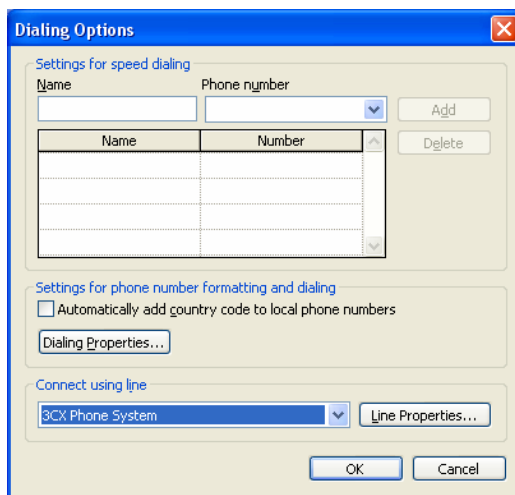 Dialing Options
Settings for speed dialing
Name Phone number
Add
Name Number Delete
Settings for phone number formatting and dialing
Automatically add country code to local phone numbers
Dialing Properties...
Connect using line
3CX Phone System Line Properties...
OK Cancel